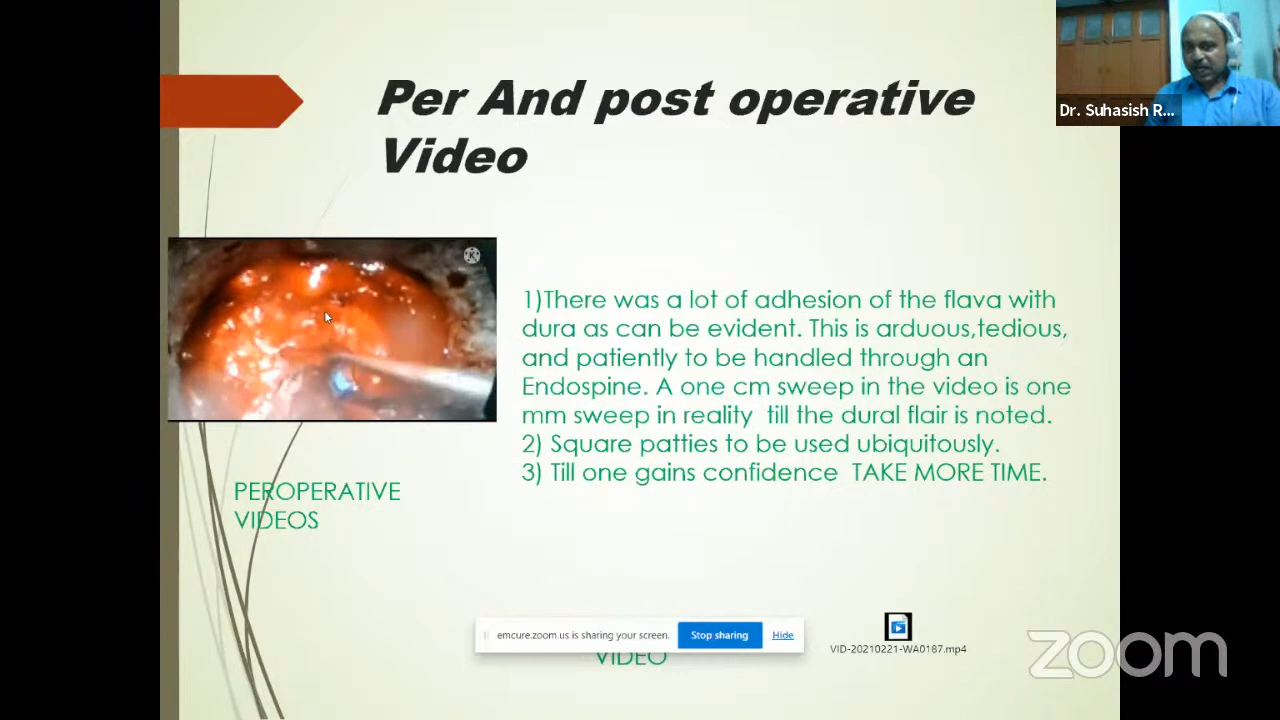 Per And post operative
Video
Dr. Suhasish R...
1)There was a lot of adhesion of the flava with
dura as can be evident. This is arduous,tedious,
and patiently to be handled through an
Endospine. A one cm sweep in the video is one
mm sweep in reality till the dural flair is noted.
2) Square patties to be used ubiquitously.
3) Till one gains confidence TAKE MORE TIME.
PEROPERATIVE
VIDEOS
emcure.zoom.us is sharing your screen.
Stop sharing
Hide
VIDEO
VID-20210221-WA0187.mp4
zoom
K